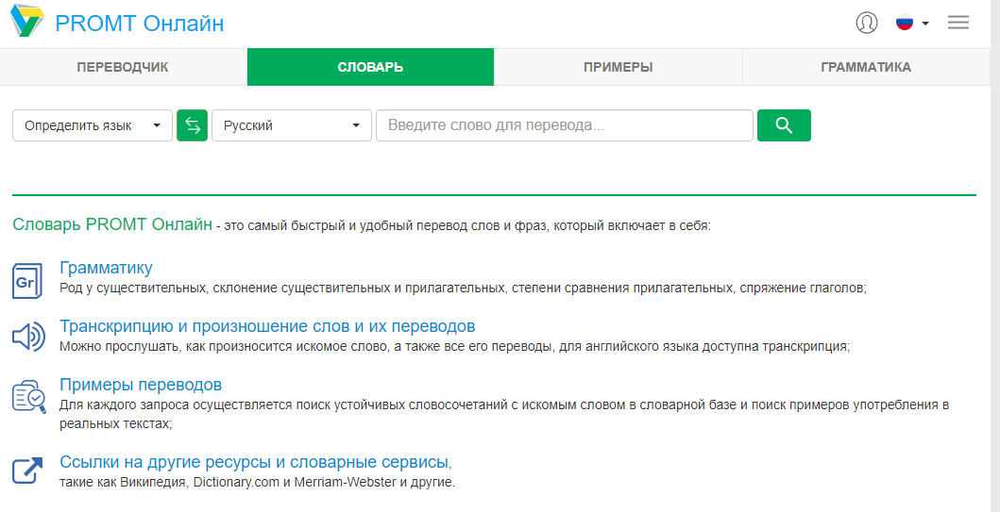 PROMT Онлайн
ПЕРЕВОДЧИК СЛОВАРЬ ПРИМЕРЫ ГРАММАТИКА
Определить язык Русский Введите слово для перевода...
Словарь PROMT Онлайн - это самый быстрый и удобный перевод слов и фраз, который включает в себя:
Gr
Грамматику
Род у существительных, склонение существительных и прилагательных, степени сравнения прилагательных, спряжение глаголов;
Транскрипцию и произношение слов и их переводов
Можно прослушать, как произносится искомое слово, а также все его переводы, для английского языка доступна транскрипция;
Примеры переводов
Для каждого запроса осуществляется поиск устойчивых словосочетаний с искомым словом в словарной базе и поиск примеров употребления в
реальных текстах;
Ссылки на другие ресурсы и словарные сервисы,
такие как Википедия, Dictionary.com и Merriam-Webster и другие.